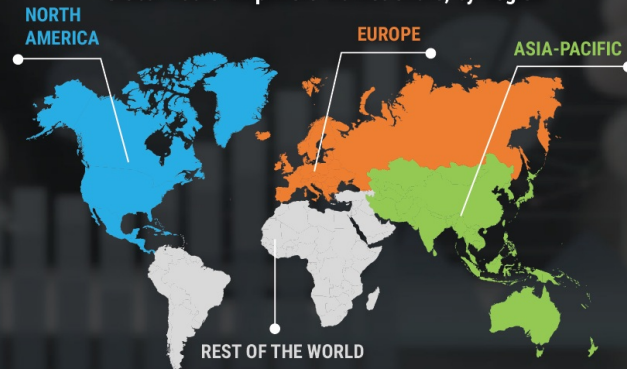 NORTH
AMERICA
EUROPE
ASIA-PACIFIC
REST OF THE WORLD